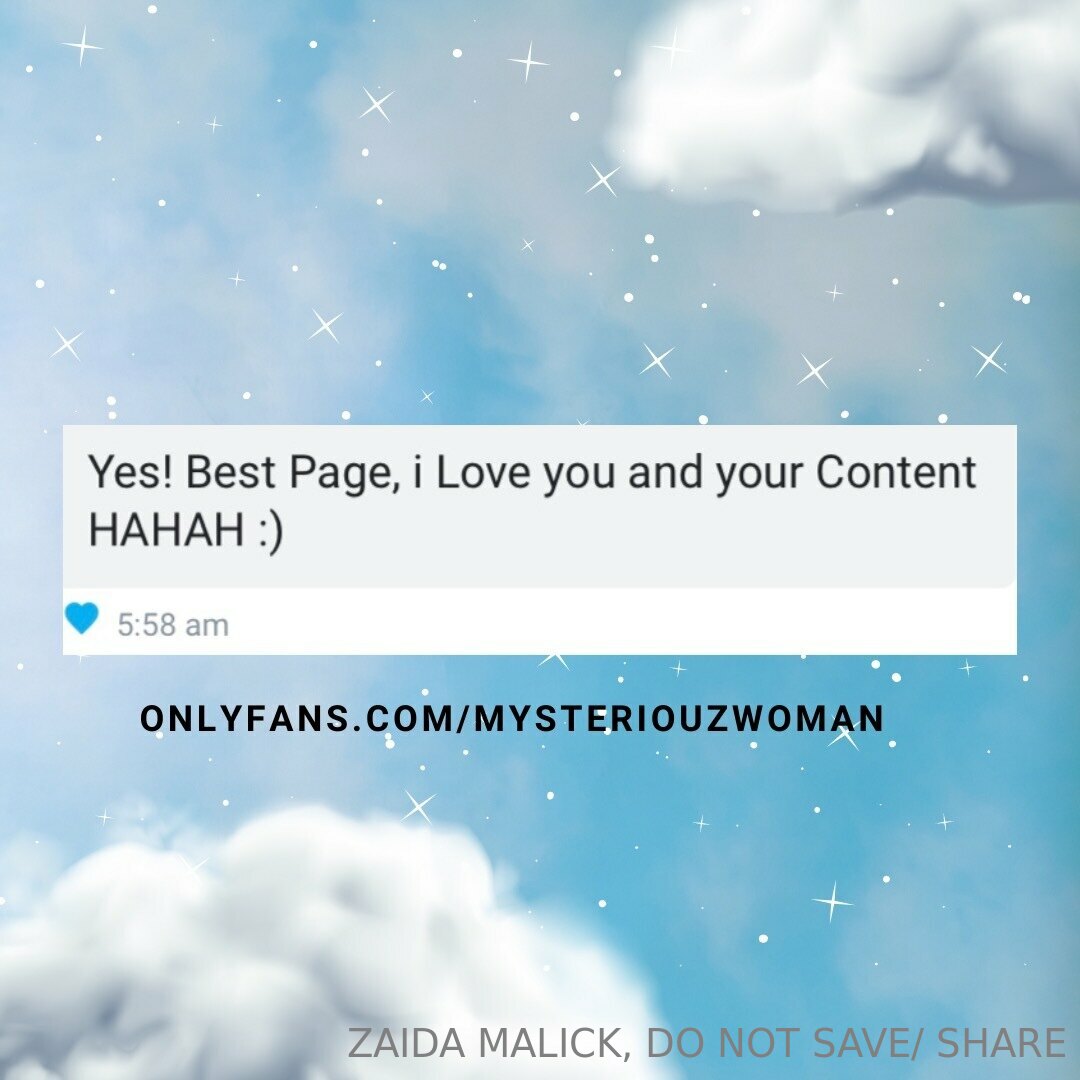 Yes! Best Page, i Love you and your Content
HAHAH :)
5:58 am
ONLYFANS.COM/MYSTERIOUZWOMAN
ZAIDA MALICK, DO NOT SAVE/ SHARE